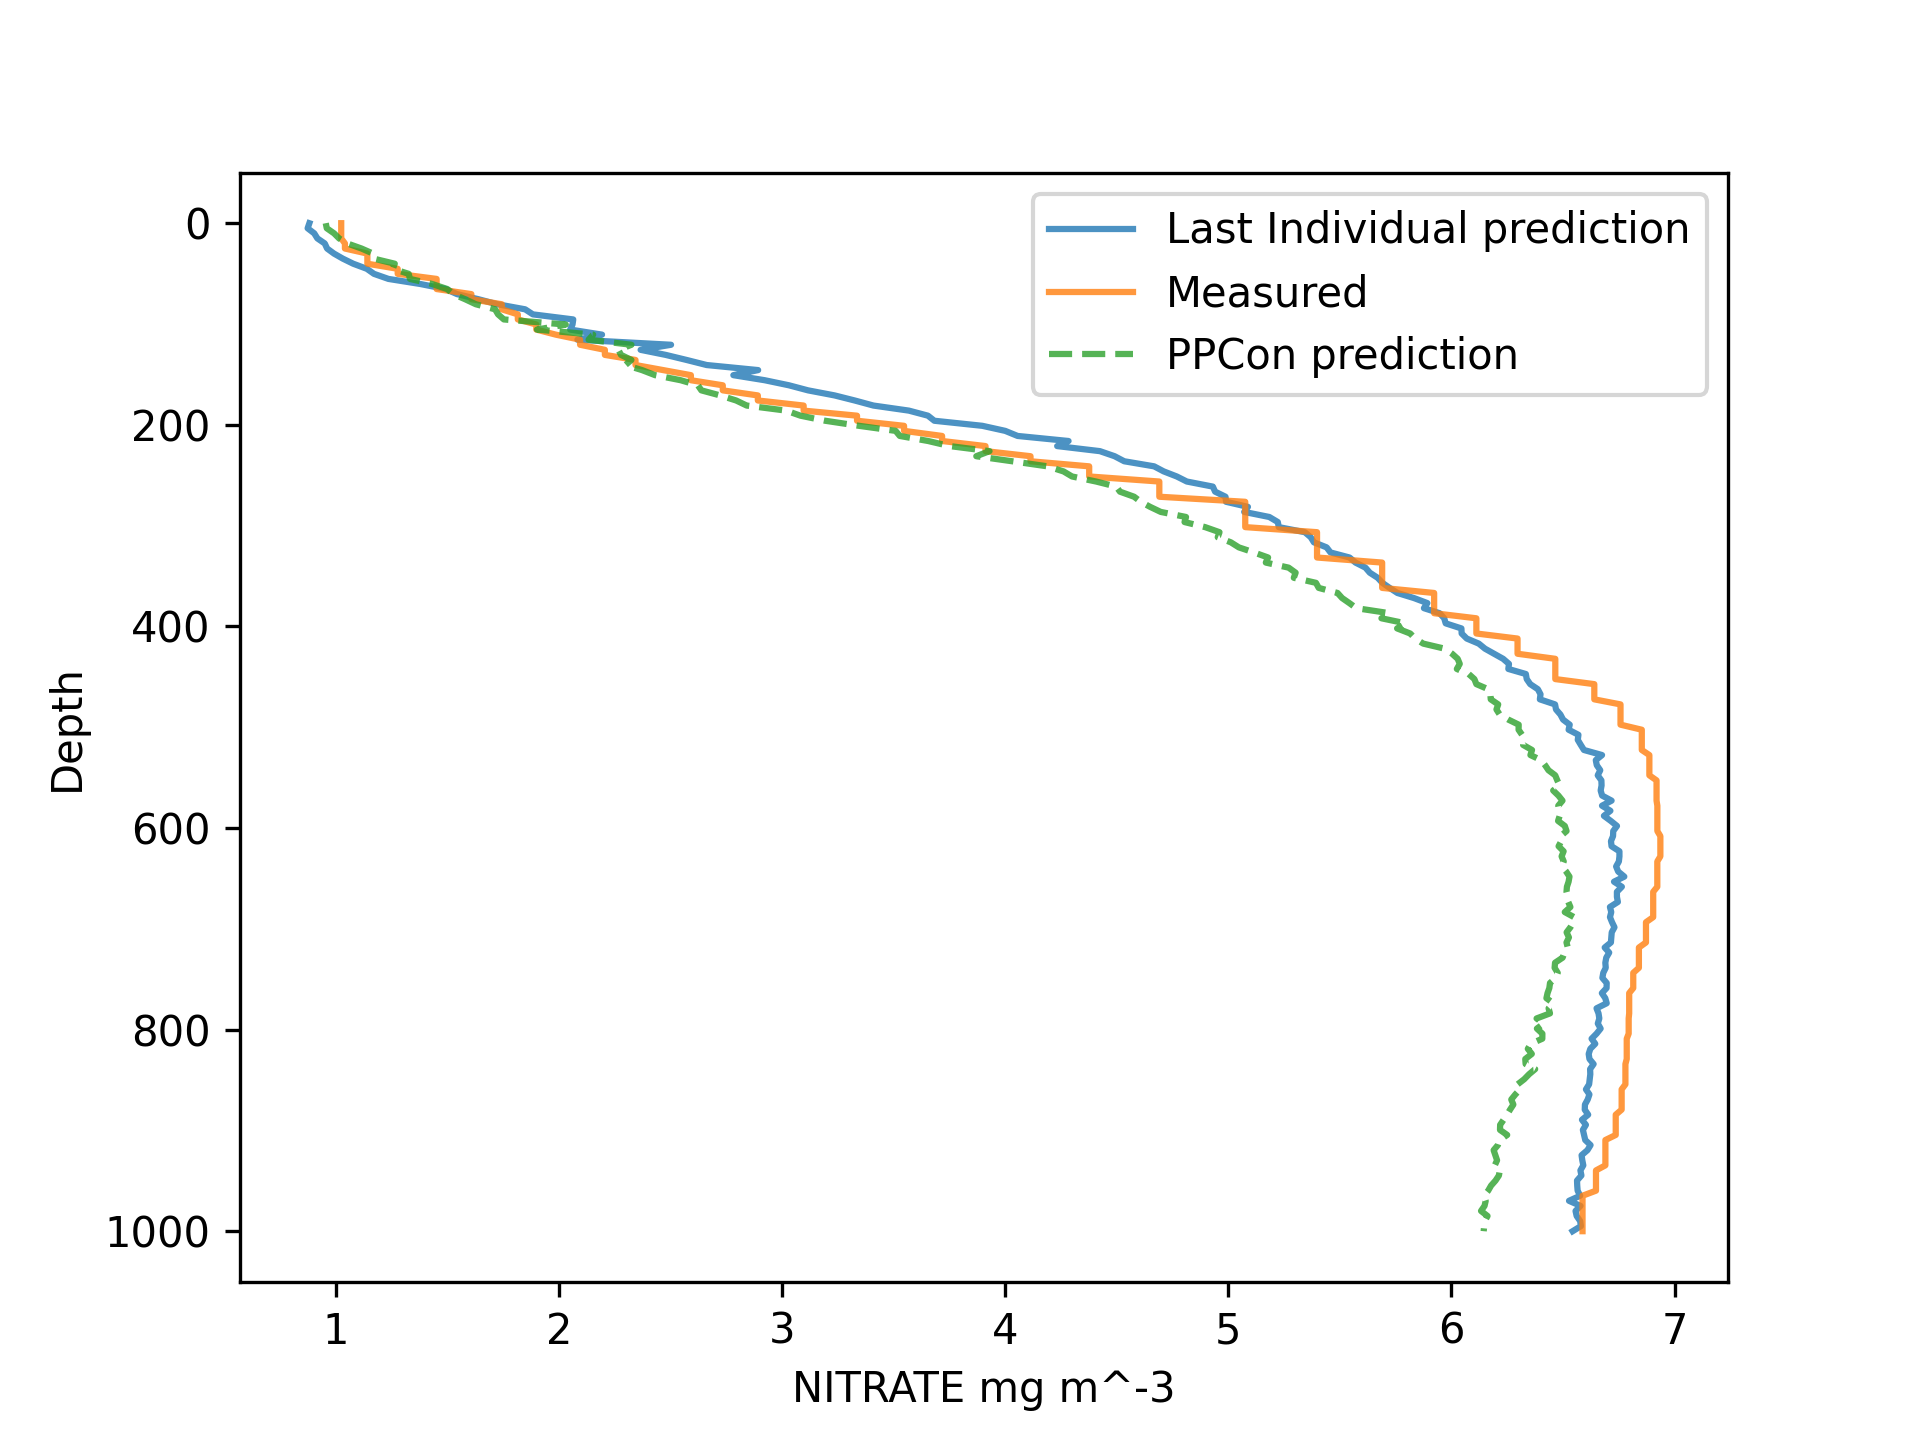 Last Individual prediction
Measured
PPCon prediction
0
200
400
600
800
1000
Depth
1 2 3 4 5 6 7
NITRATE mg m^-3